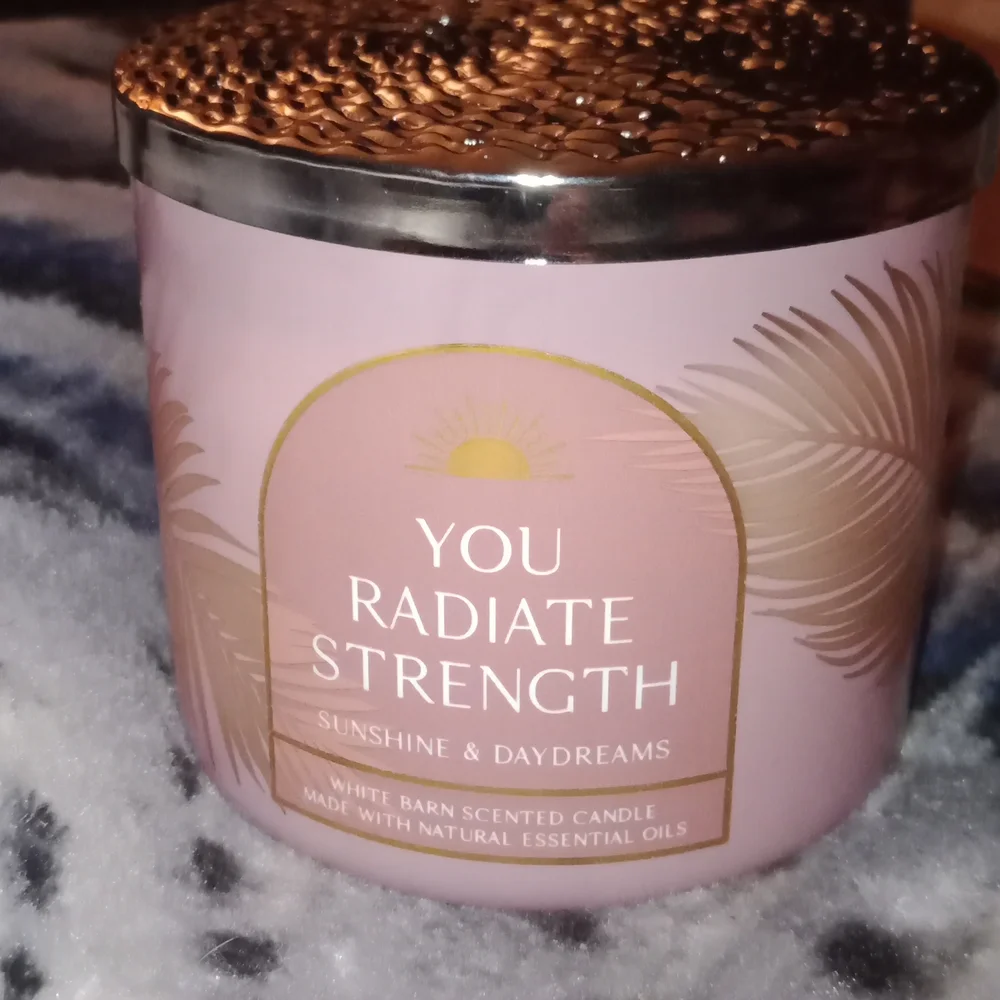 YOU
RADIATE
STRENGTH
SUNSHINE & DAYDREAMS
WHITE BARN SCENTED CANDLE
MADE WITH NATURAL ESSENTIAL OILS